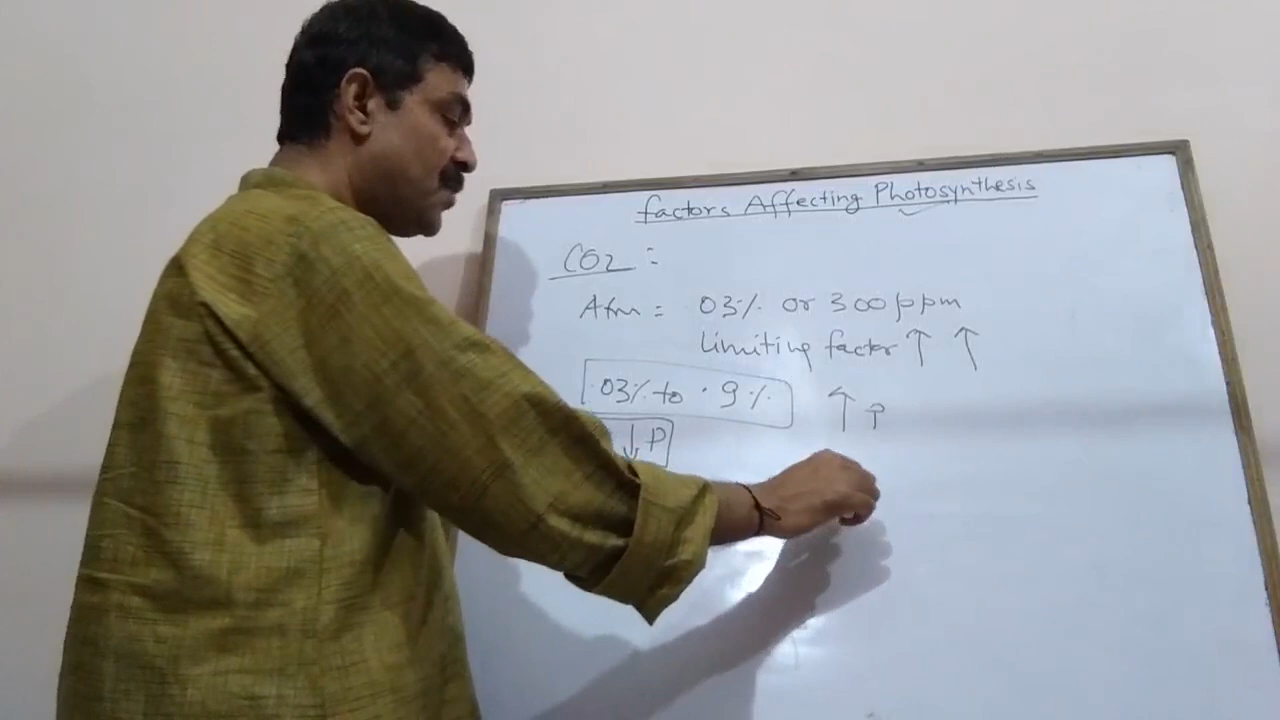 Factors Affecting Photosynthesis
CO2 :
Atm = 03% or 300 ppm
Limiting factor ↑ ↑
.03% to .9% ↑ P
↓ P